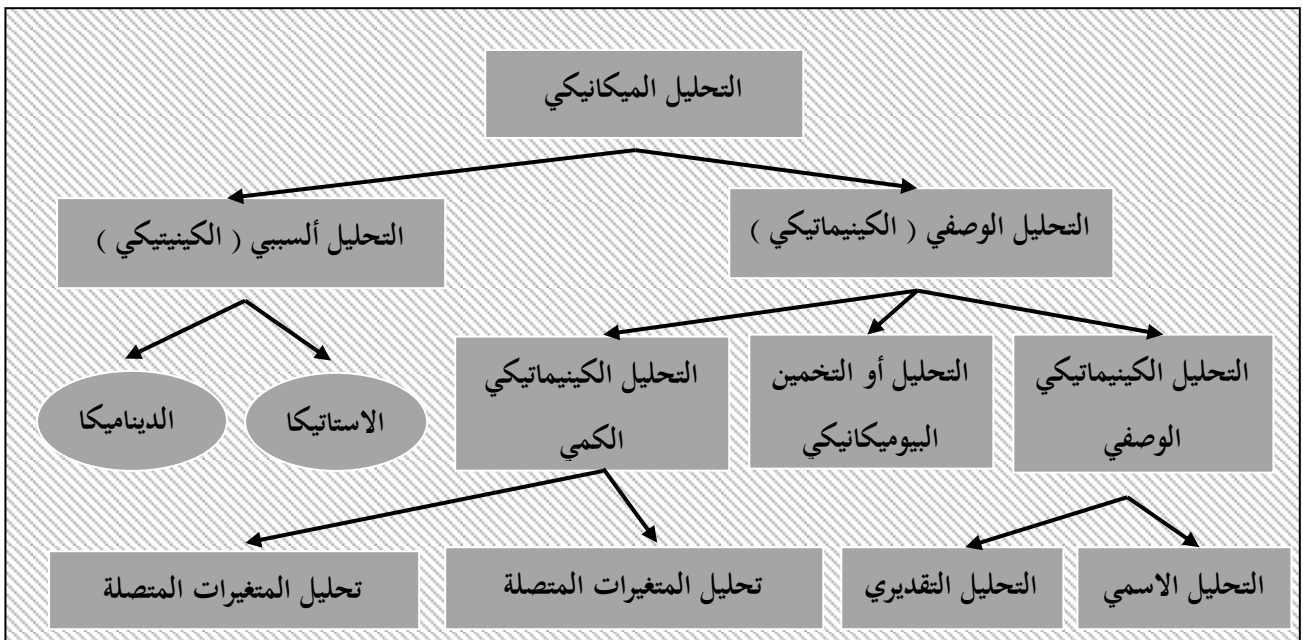 التحليل الميكانيكي
التحليل الوصفي ( الكينيماتيكي )
التحليل ألسببي ( الكينيتيكي )
التحليل الكينيماتيكي
الوصفي
التحليل أو التخمين
البيوميكانيكي
التحليل الكينيماتيكي
الكمي
الاستاتيكا
الديناميكا
التحليل الاسمي
التحليل التقديري
تحليل المتغيرات المتصلة
تحليل المتغيرات المتصلة